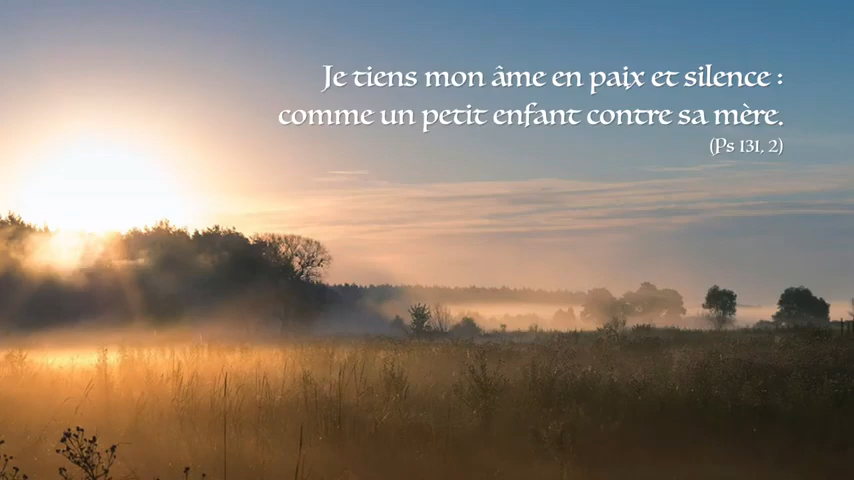 Je tiens mon âme en paix et silence :
comme un petit enfant contre sa mère.
(Ps 131, 2)